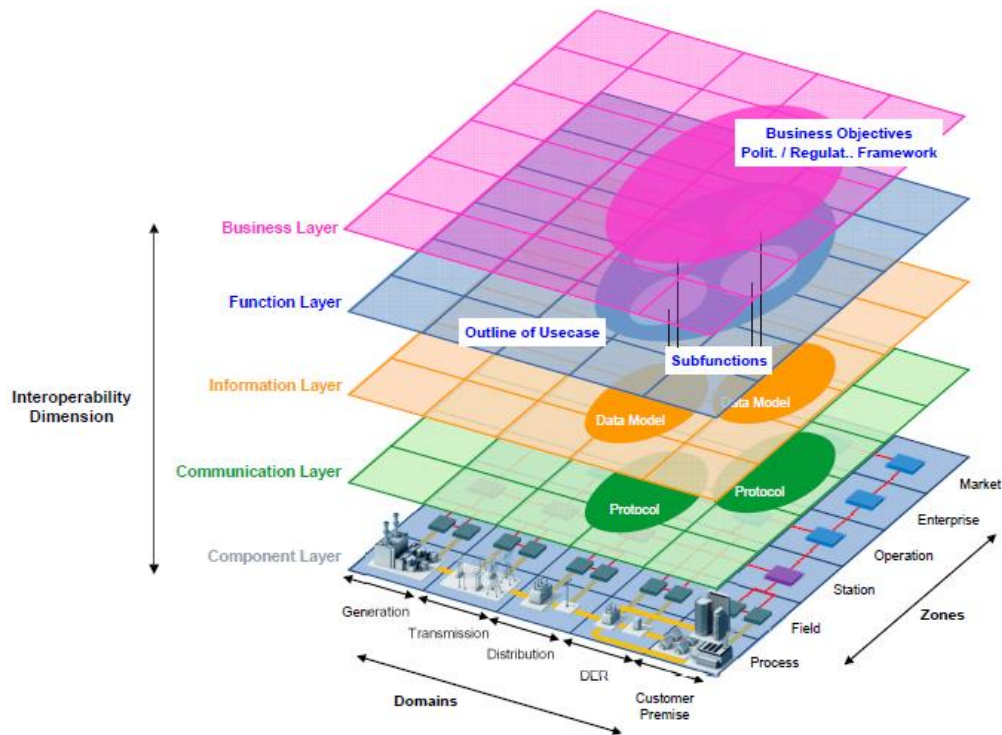 Business Objectives
Polit. / Regulat.. Framework
Business Layer
Function Layer
Outline of Usecase
Subfunctions
Interoperability
Dimension
Information Layer
Data Model
Data Model
Communication Layer
Protocol
Protocol
Component Layer
Market
Enterprise
Operation
Station
Field
Process
Zones
Generation
Transmission
Distribution
DER
Customer
Premise
Domains